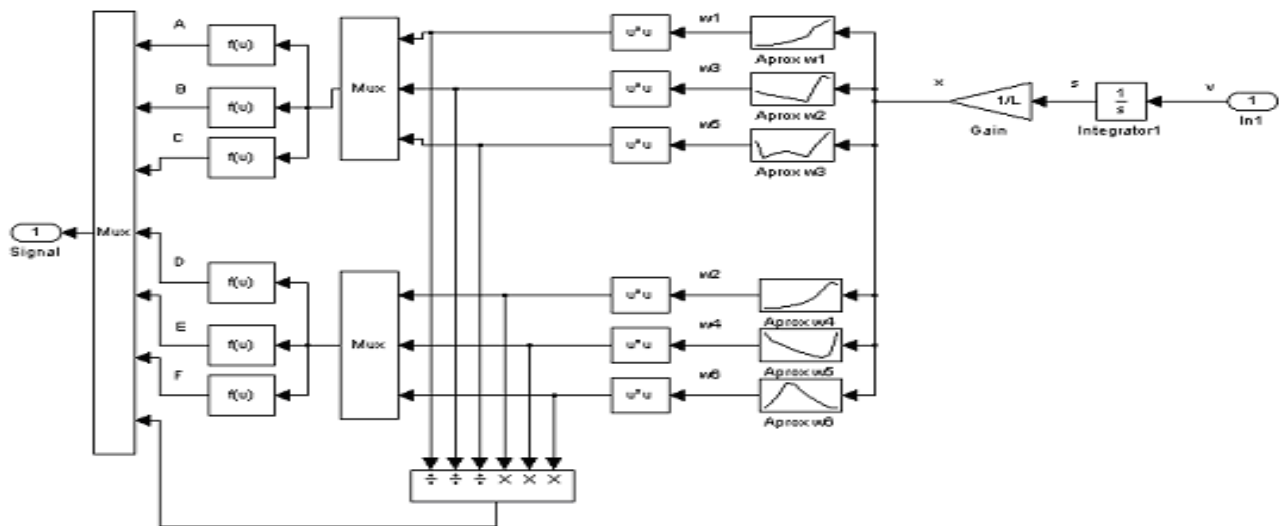 A
f(u)
B
f(u)
C
f(u)
Mux
w1
u*u
Aprox w1
w3
u*u
Aprox w2
w5
u*u
Aprox w3
x
1/L
Gain
s
1
s
Integrator1
v
1
In1
1
Signal
Mux
D
f(u)
E
f(u)
F
f(u)
Mux
w2
u*u
Aprox w4
w4
u*u
Aprox w5
w6
u*u
Aprox w6
÷ ÷ ÷ × × ×